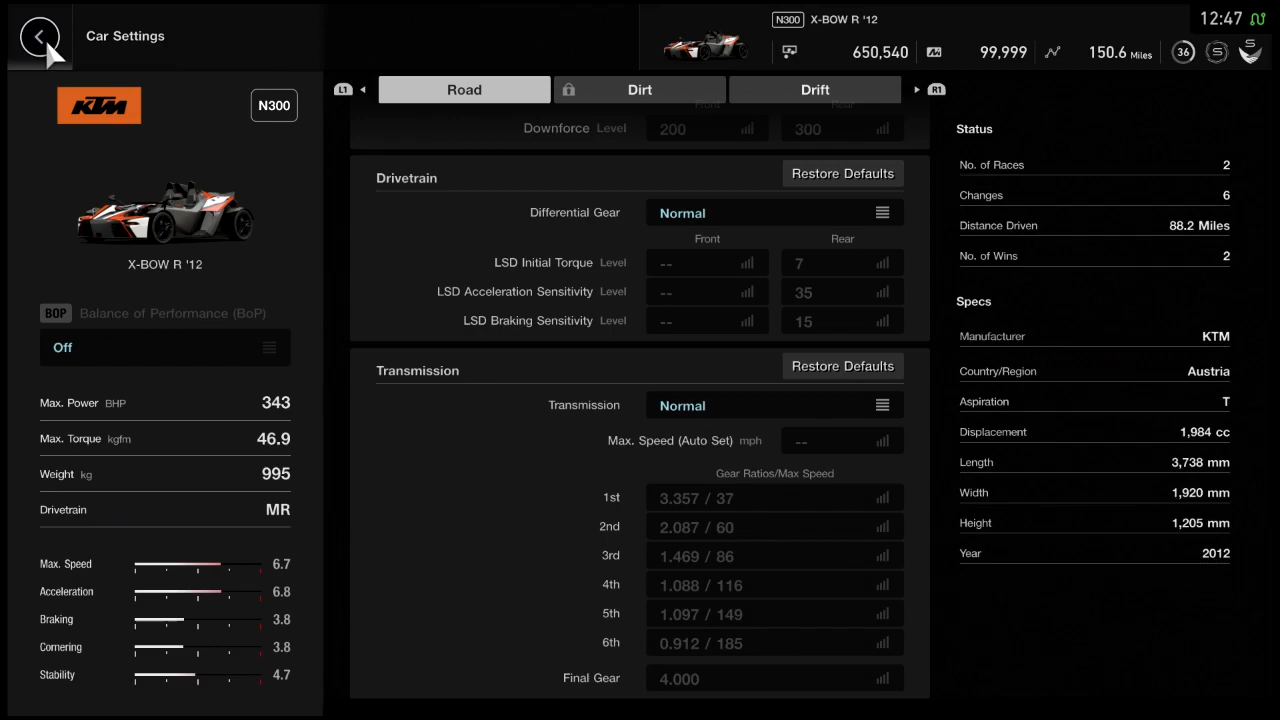 Car Settings
N300 X-BOW R '12
650,540 99,999 150.6 Miles 36 S S
12:47
KTM
N300
X-BOW R '12
BOP Balance of Performance (BoP)
Off
Max. Power BHP 343
Max. Torque kgfm 46.9
Weight kg 995
Drivetrain MR
Max. Speed 6.7
Acceleration 6.8
Braking 3.8
Cornering 3.8
Stability 4.7
L1 Road Dirt Drift R1
Front Rear
Downforce Level 200 300
Drivetrain Restore Defaults
Differential Gear Normal
Front Rear
LSD Initial Torque Level -- 7
LSD Acceleration Sensitivity Level -- 35
LSD Braking Sensitivity Level -- 15
Transmission Restore Defaults
Transmission Normal
Max. Speed (Auto Set) mph --
Gear Ratios/Max Speed
1st 3.357 / 37
2nd 2.087 / 60
3rd 1.469 / 86
4th 1.088 / 116
5th 1.097 / 149
6th 0.912 / 185
Final Gear 4.000
Status
No. of Races 2
Changes 6
Distance Driven 88.2 Miles
No. of Wins 2
Specs
Manufacturer KTM
Country/Region Austria
Aspiration T
Displacement 1,984 cc
Length 3,738 mm
Width 1,920 mm
Height 1,205 mm
Year 2012